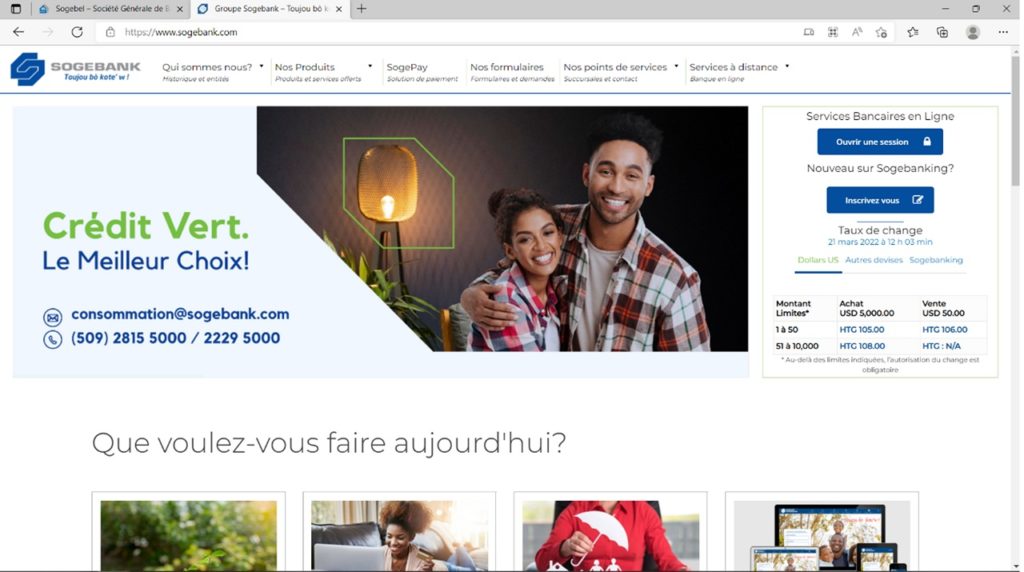 Sogebel – Société Générale de B
Groupe Sogebank – Toujou bò k
https://www.sogebank.com
SOGEBANK
Toujou bò kote' w !
Qui sommes nous?
Historique et entités
Nos Produits
Produits et services offerts
SogePay
Solution de paiement
Nos formulaires
Formulaires et demandes
Nos points de services
Succursales et contact
Services à distance
Banque en ligne
Crédit Vert.
Le Meilleur Choix!
consommation@sogebank.com
(509) 2815 5000 / 2229 5000
Services Bancaires en Ligne
Ouvrir une session
Nouveau sur Sogebanking?
Inscrivez vous
Taux de change
21 mars 2022 à 12 h 03 min
Dollars US Autres devises Sogebanking
Montant Limites* Achat USD 5,000.00 Vente USD 50.00
1 à 50 HTG 105.00 HTG 106.00
51 à 10,000 HTG 108.00 HTG : N/A
* Au-delà des limites indiquées, l'autorisation du change est
obligatoire
Que voulez-vous faire aujourd'hui?